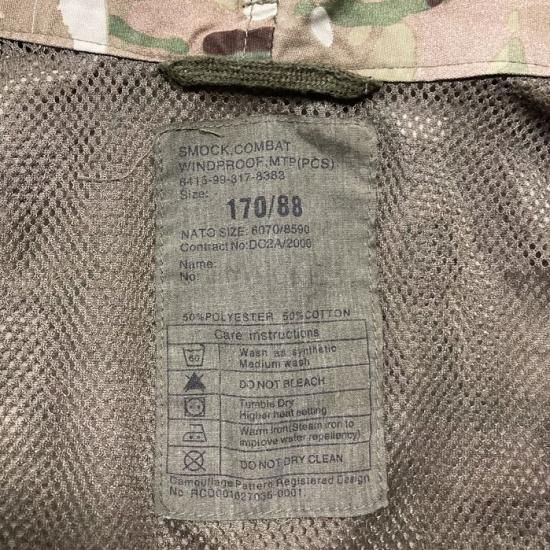 SMOCK,COMBAT
WINDPROOF,MTP(PCS)
8415-99-317-8383
Size:
170/88
NATO SIZE: 6070/8590
Contract No:DC2A/2006
Name:
No:
50%POLYESTER 50%COTTON
Care instructions
60
Wash as synthetic
Medium wash
DO NOT BLEACH
Tumble Dry
Higher heat setting
Warm Iron(Steam iron to
improve water repellency)
DO NOT DRY CLEAN
Camouflage Pattern Registered Design
No RCD001827035-0001.